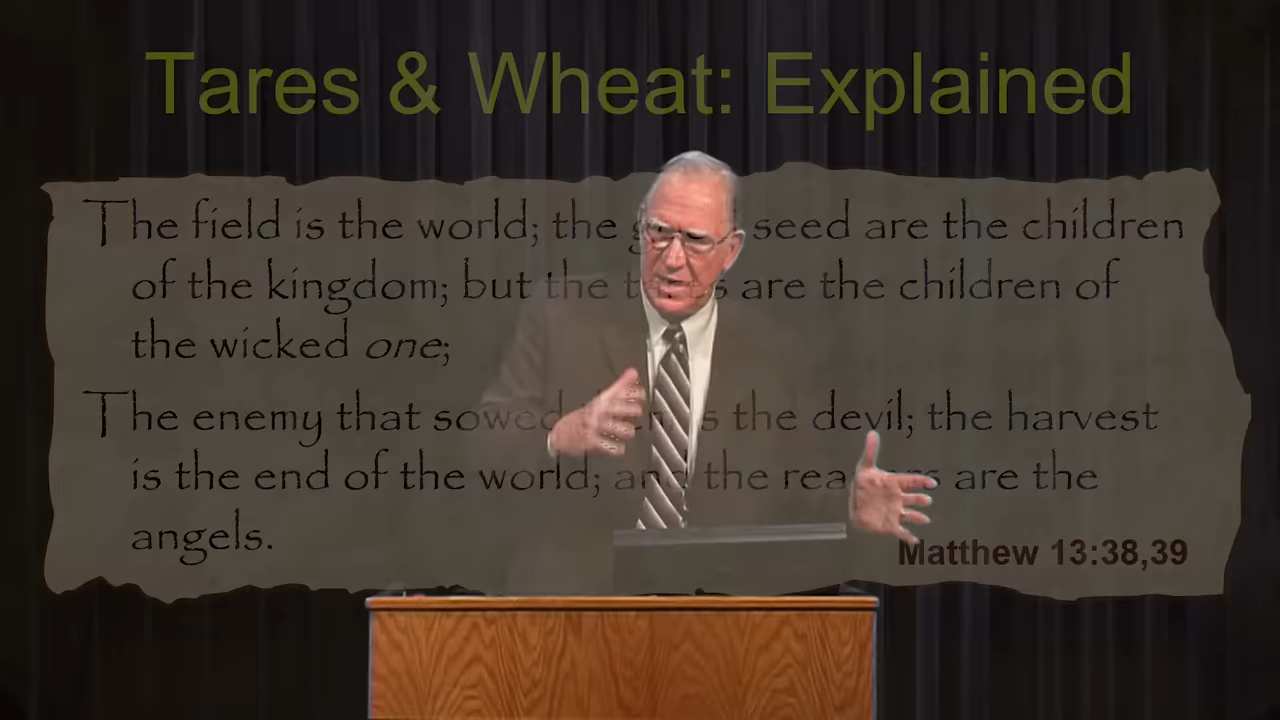 Tares & Wheat: Explained
The field is the world; the seed are the children
of the kingdom; but the are the children of
the wicked one;
The enemy that sowed the devil; the harvest
is the end of the world; and the are the
angels.
Matthew 13:38,39